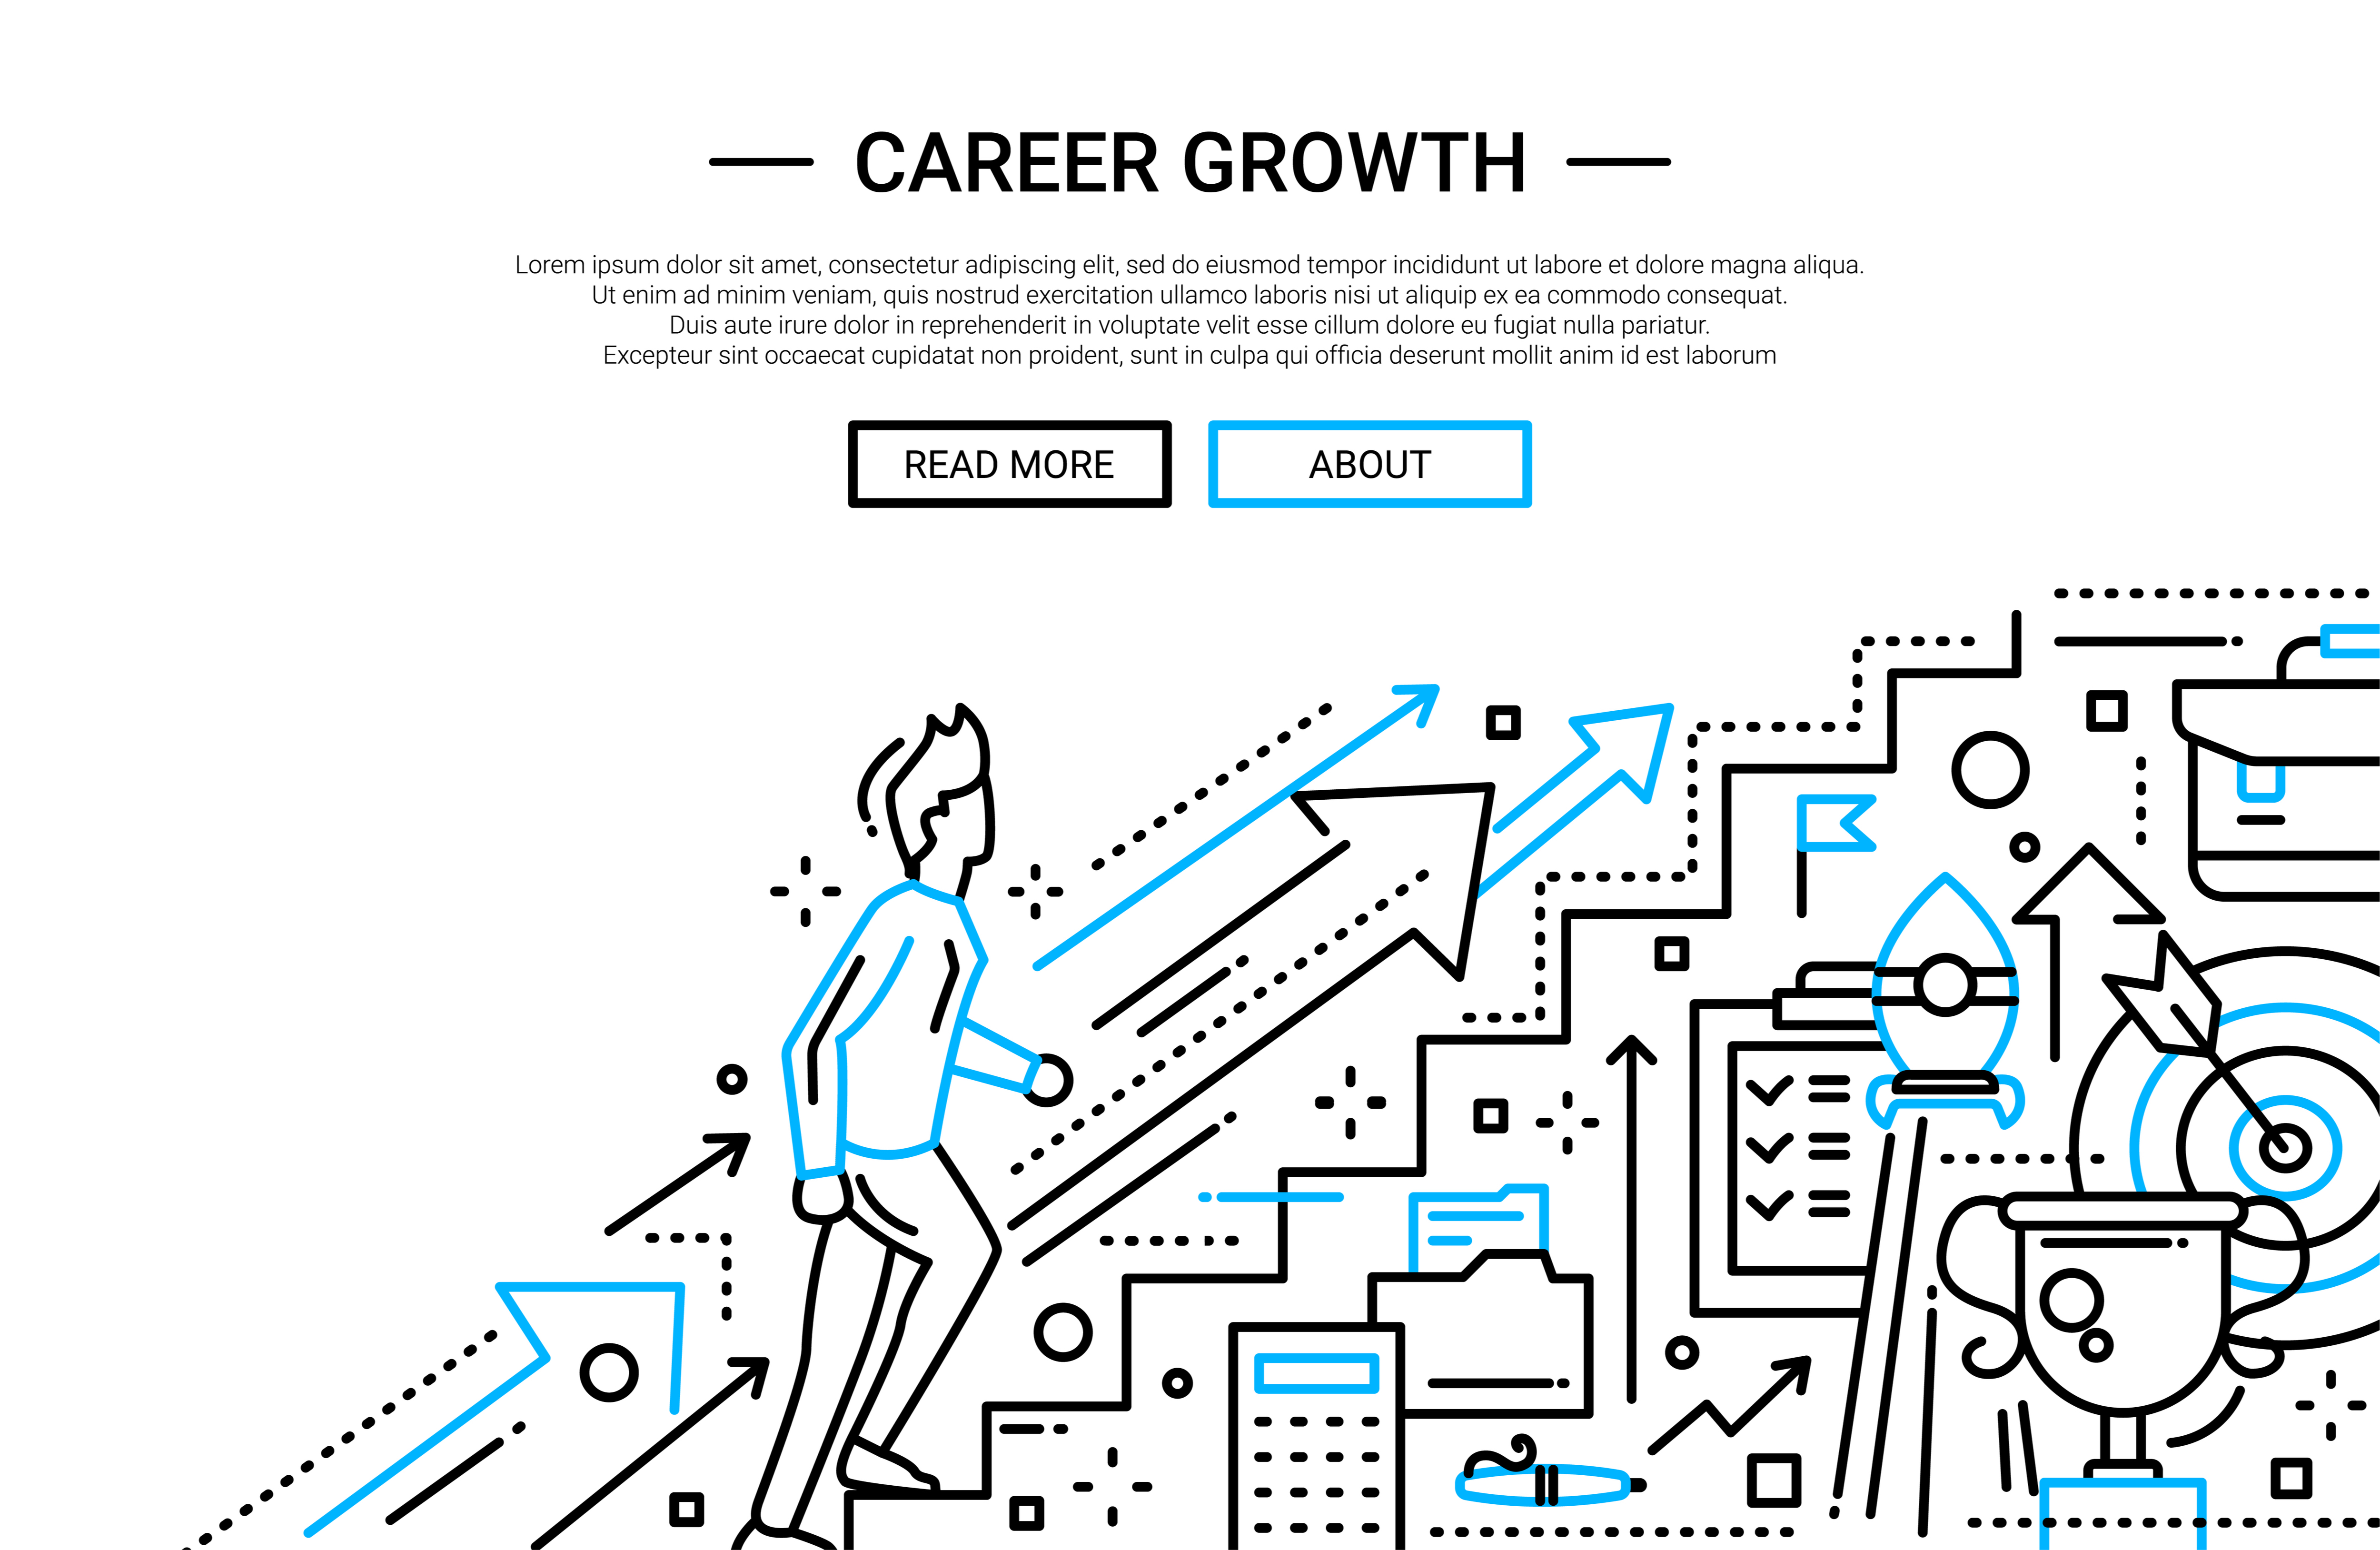 CAREER GROWTH
Lorem ipsum dolor sit amet, consectetur adipiscing elit, sed do eiusmod tempor incididunt ut labore et dolore magna aliqua.
Ut enim ad minim veniam, quis nostrud exercitation ullamco laboris nisi ut aliquip ex ea commodo consequat.
Duis aute irure dolor in reprehenderit in voluptate velit esse cillum dolore eu fugiat nulla pariatur.
Excepteur sint occaecat cupidatat non proident, sunt in culpa qui officia deserunt mollit anim id est laborum
READ MORE
ABOUT